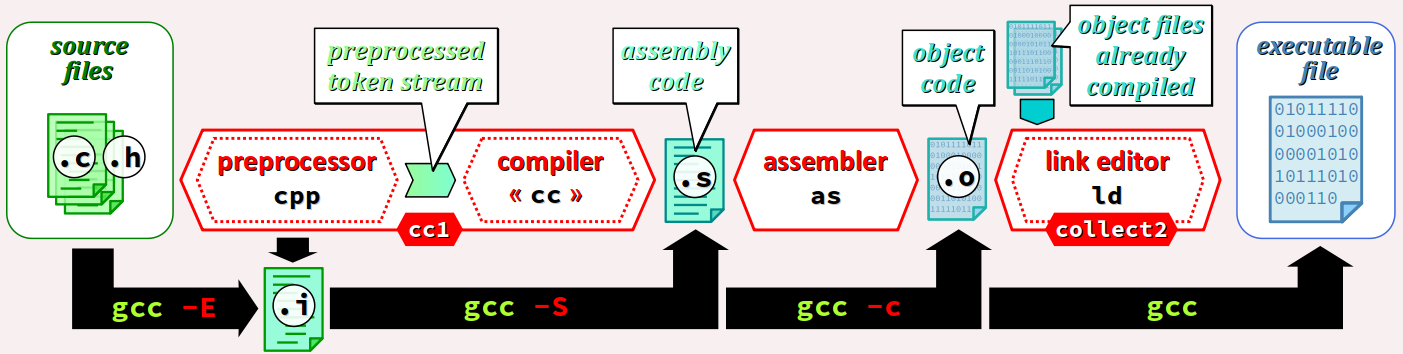 source
files
.c .h
preprocessed
token stream
assembly
code
object
code
object files
already
compiled
executable
file
01011110
01000100
00001010
10111010
000110
preprocessor
cpp
compiler
« cc »
cc1
.s
assembler
as
.o
link editor
ld
collect2
gcc -E
.i
gcc -S
gcc -c
gcc